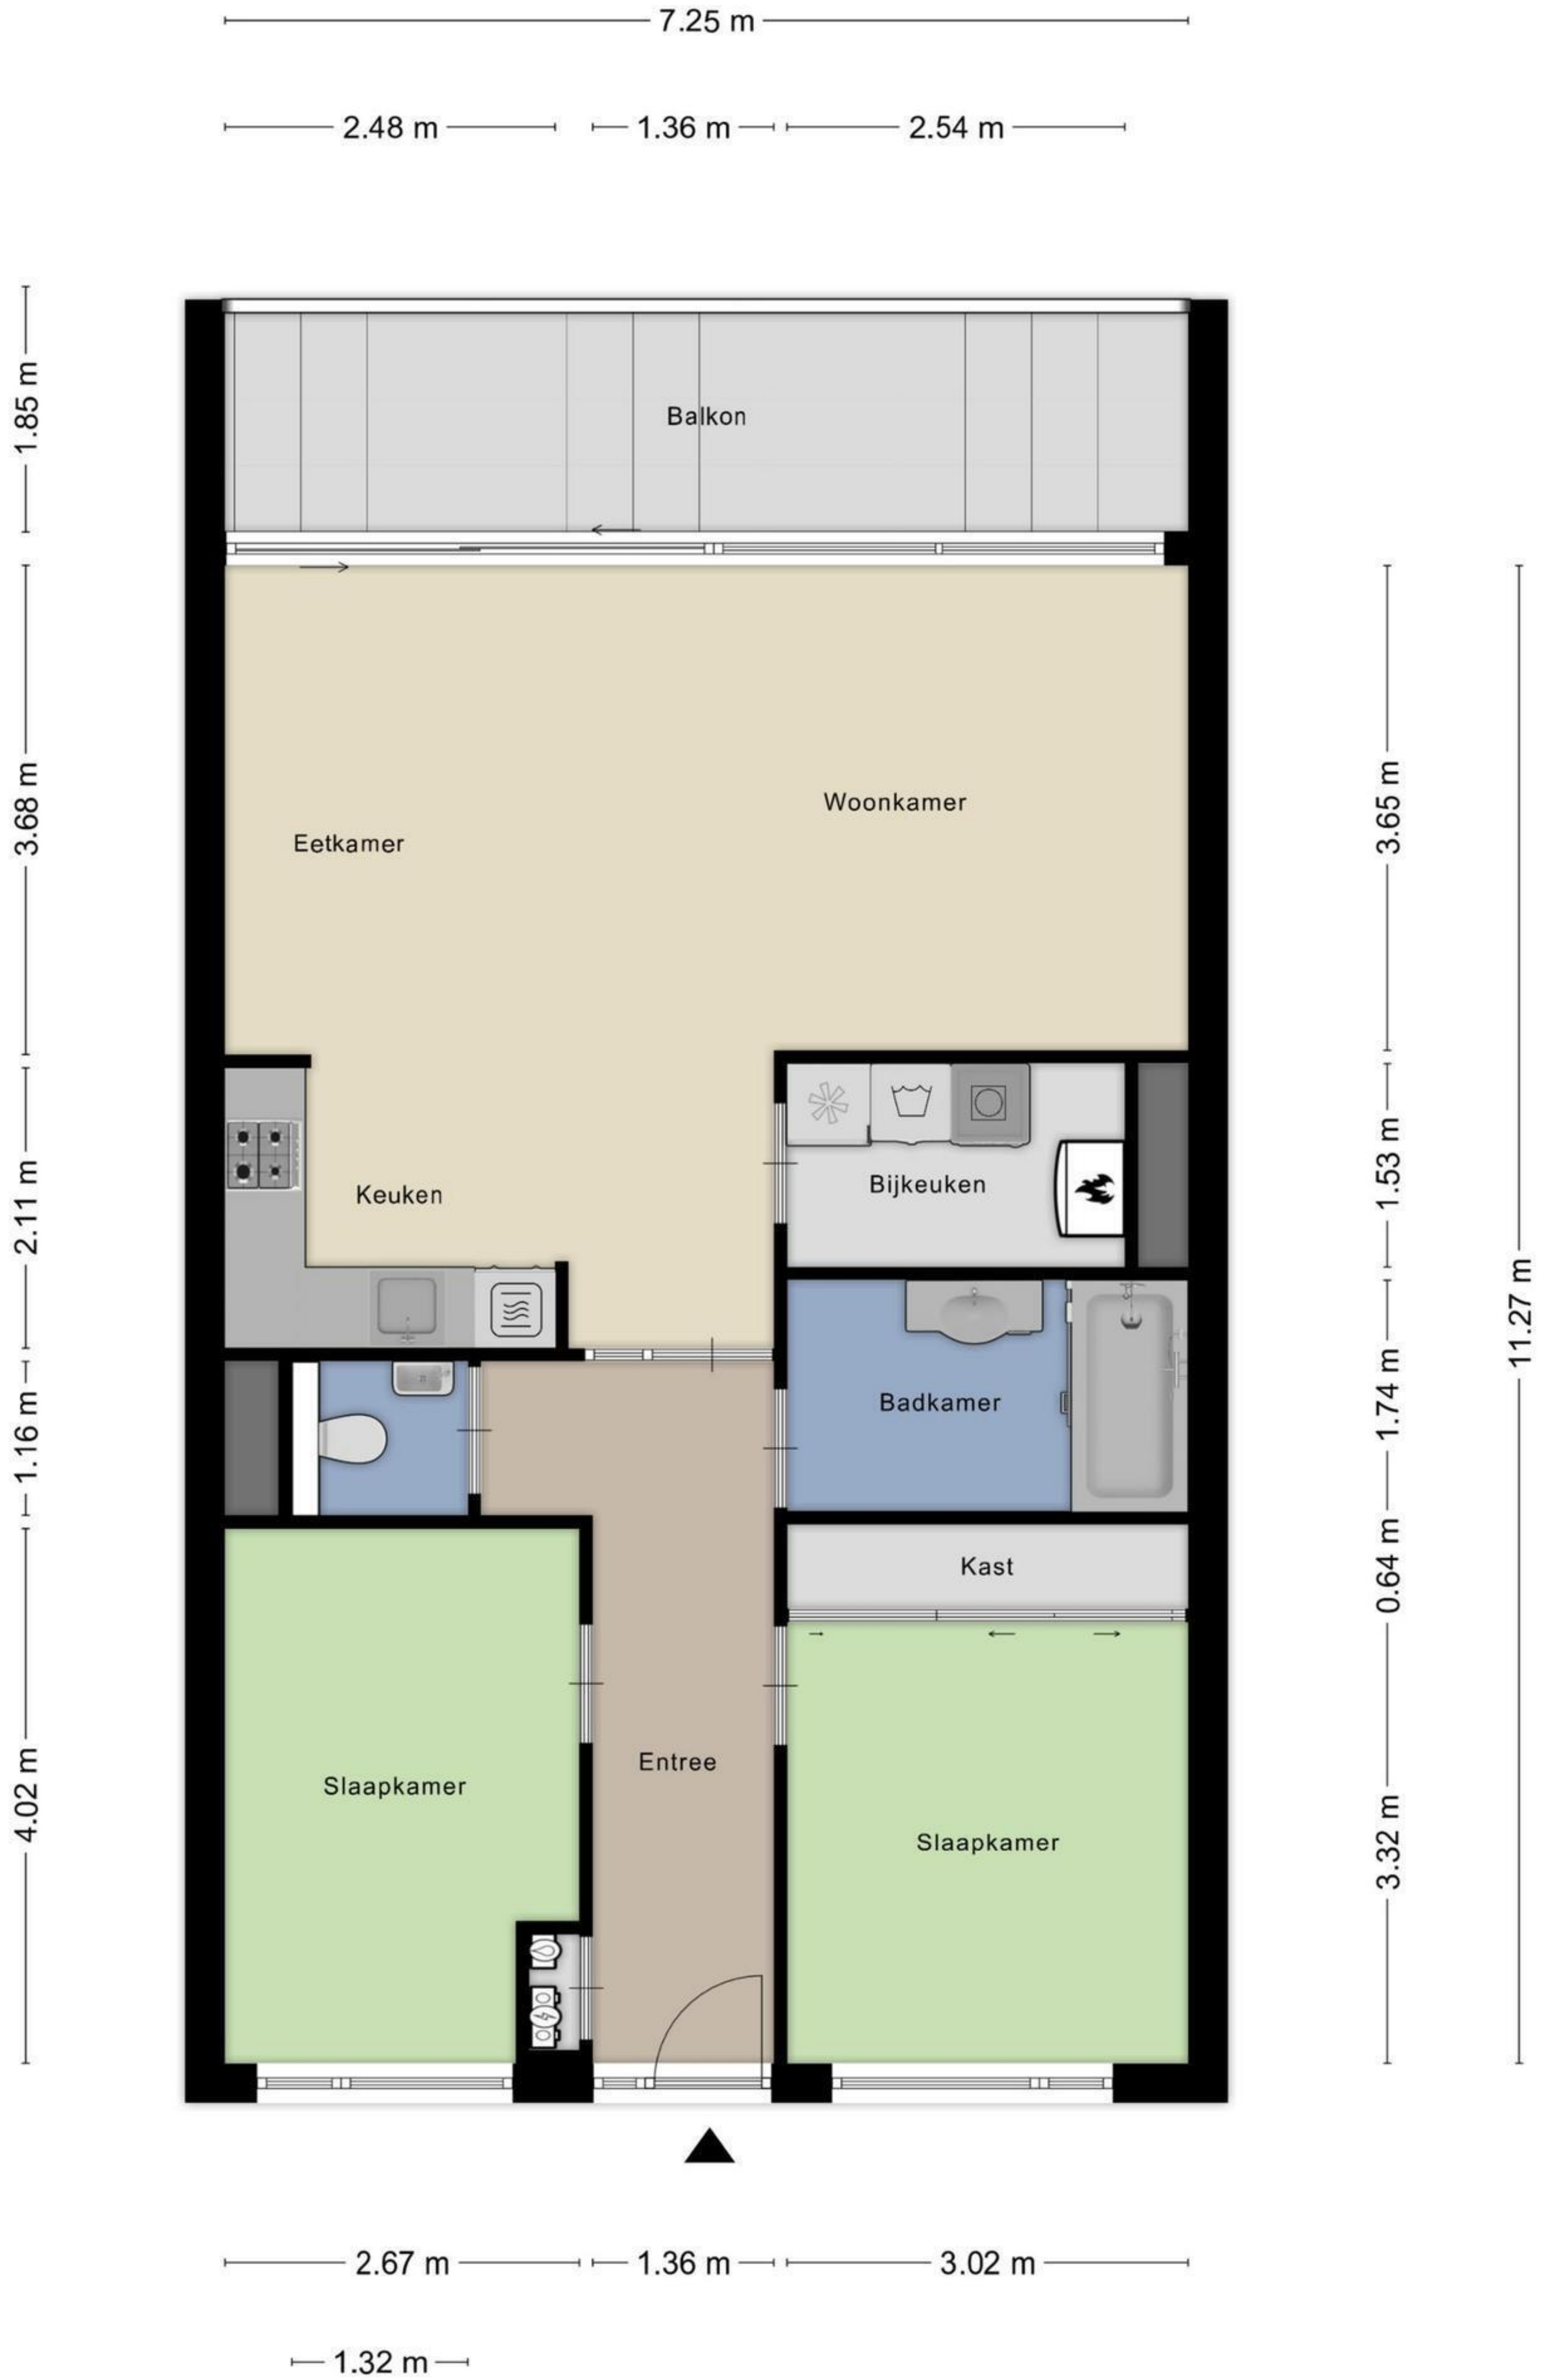 7.25 m
2.48 m
1.36 m
2.54 m
1.85 m
Balkon
3.68 m
3.65 m
Woonkamer
Eetkamer
2.11 m
1.53 m
Keuken
Bijkeuken
11.27 m
1.16 m
1.74 m
Badkamer
0.64 m
Kast
4.02 m
Entree
Slaapkamer
Slaapkamer
3.32 m
2.67 m
1.36 m
3.02 m
1.32 m